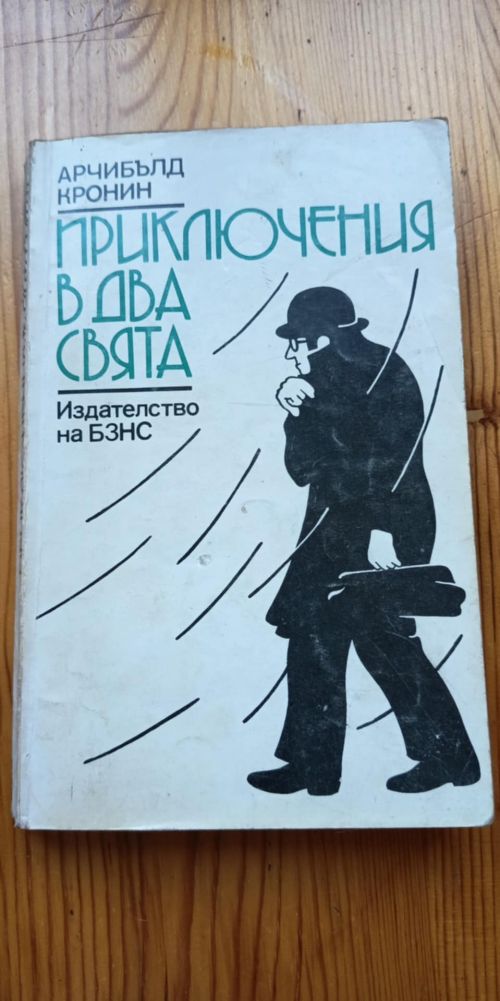 АРЧИБЪЛД
КРОНИН
ПРИКЛЮЧЕНИЯ
В ДВА
СВЯТА
Издателство
на БЗНС